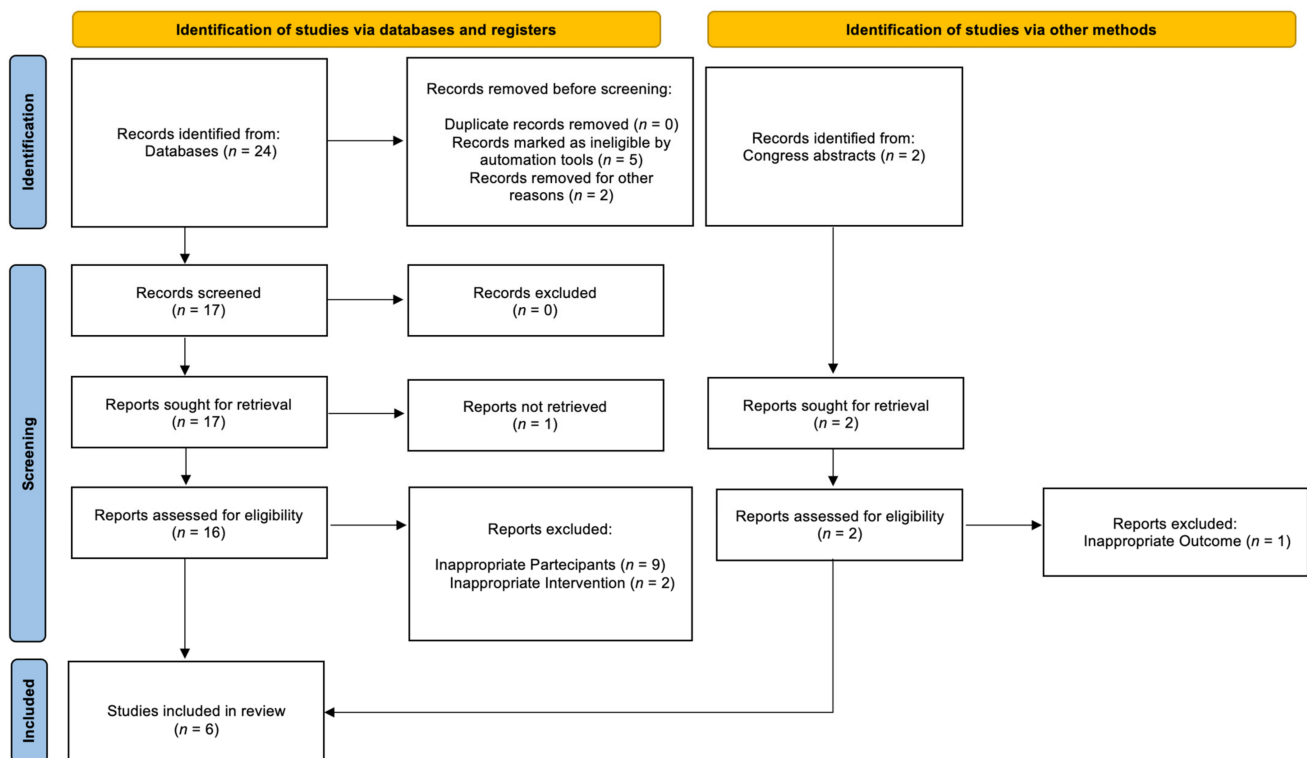 Identification of studies via databases and registers
Identification of studies via other methods
Identification
Records identified from:
Databases (n = 24)
Records removed before screening:
Duplicate records removed (n = 0)
Records marked as ineligible by
automation tools (n = 5)
Records removed for other
reasons (n = 2)
Records identified from:
Congress abstracts (n = 2)
Screening
Records screened
(n = 17)
Records excluded
(n = 0)
Reports sought for retrieval
(n = 17)
Reports not retrieved
(n = 1)
Reports sought for retrieval
(n = 2)
Reports assessed for eligibility
(n = 16)
Reports excluded:
Inappropriate Partecipants (n = 9)
Inappropriate Intervention (n = 2)
Reports assessed for eligibility
(n = 2)
Reports excluded:
Inappropriate Outcome (n = 1)
Included
Studies included in review
(n = 6)